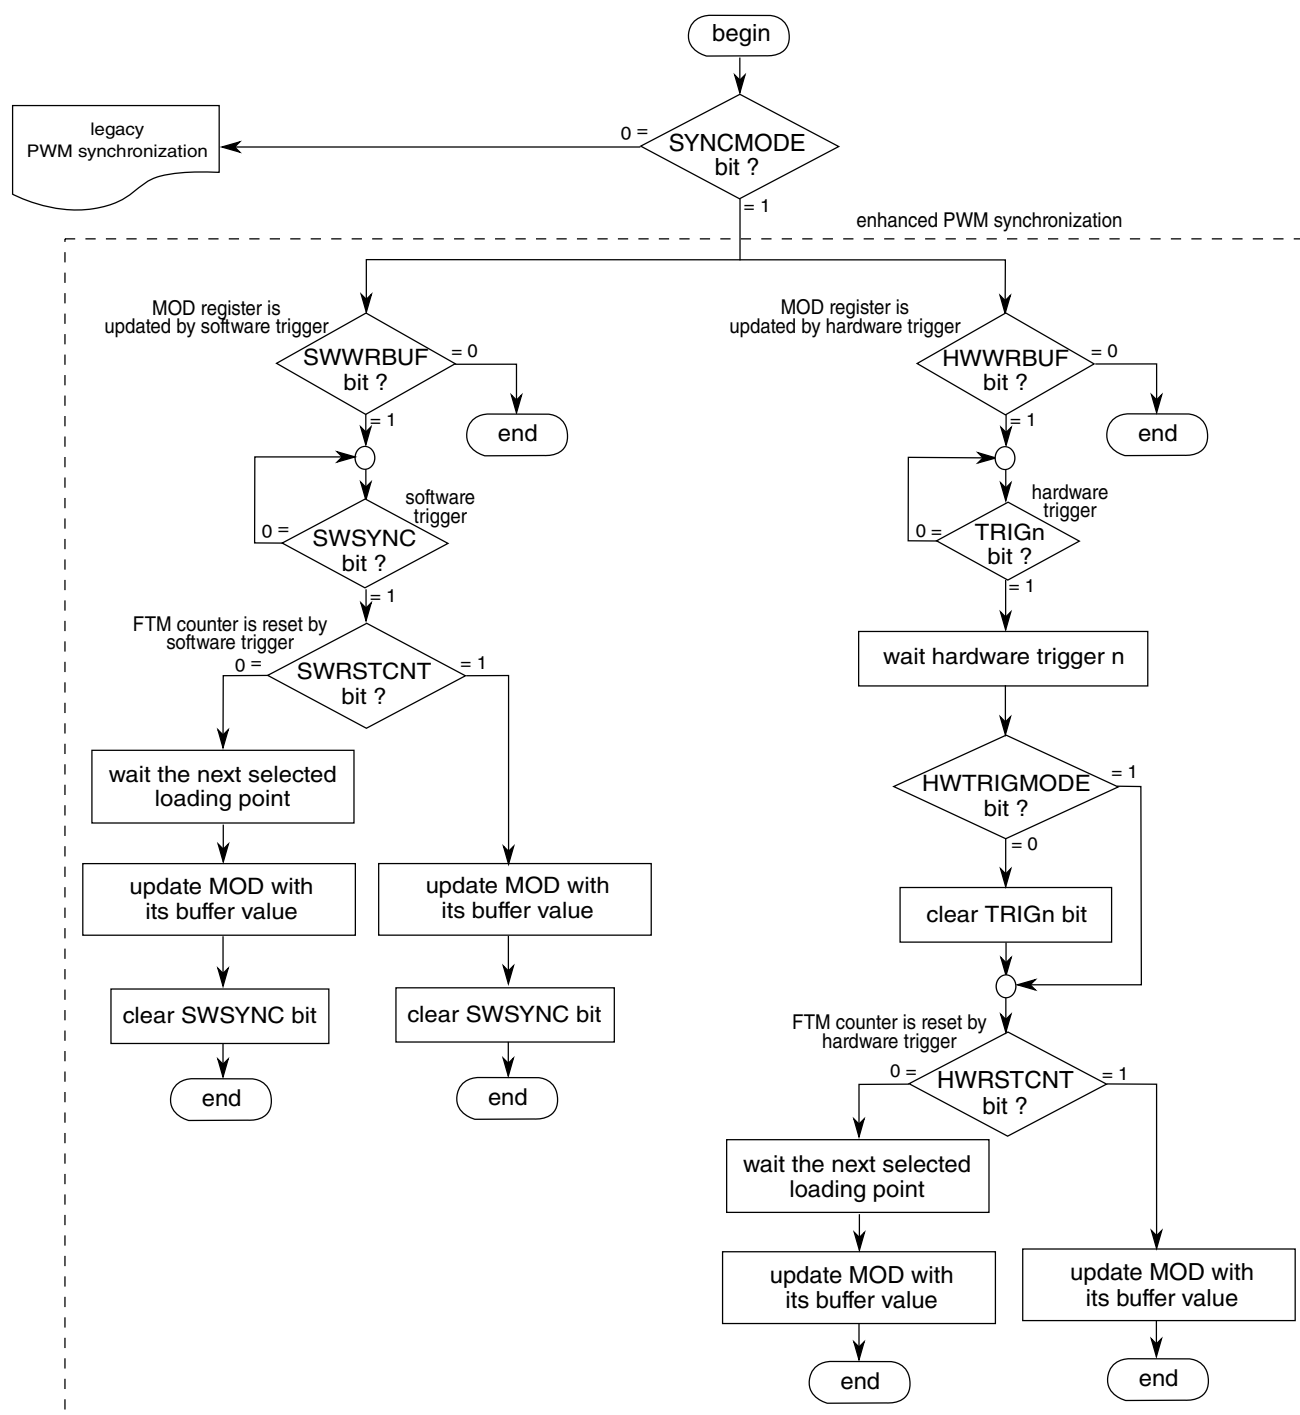 begin
legacy
PWM synchronization
0 =
SYNCMODE
bit ?
= 1
enhanced PWM synchronization
MOD register is
updated by software trigger
SWWRBUF
bit ?
= 0
= 1
end
software
trigger
0 =
SWSYNC
bit ?
= 1
FTM counter is reset by
software trigger
0 =
SWRSTCNT
bit ?
= 1
wait the next selected
loading point
update MOD with
its buffer value
update MOD with
its buffer value
clear SWSYNC bit
clear SWSYNC bit
end
end
MOD register is
updated by hardware trigger
HWWRBUF
bit ?
= 0
= 1
end
hardware
trigger
0 =
TRIGn
bit ?
= 1
wait hardware trigger n
HWTRIGMODE
bit ?
= 1
= 0
clear TRIGn bit
FTM counter is reset by
hardware trigger
0 =
HWRSTCNT
bit ?
= 1
wait the next selected
loading point
update MOD with
its buffer value
update MOD with
its buffer value
end
end